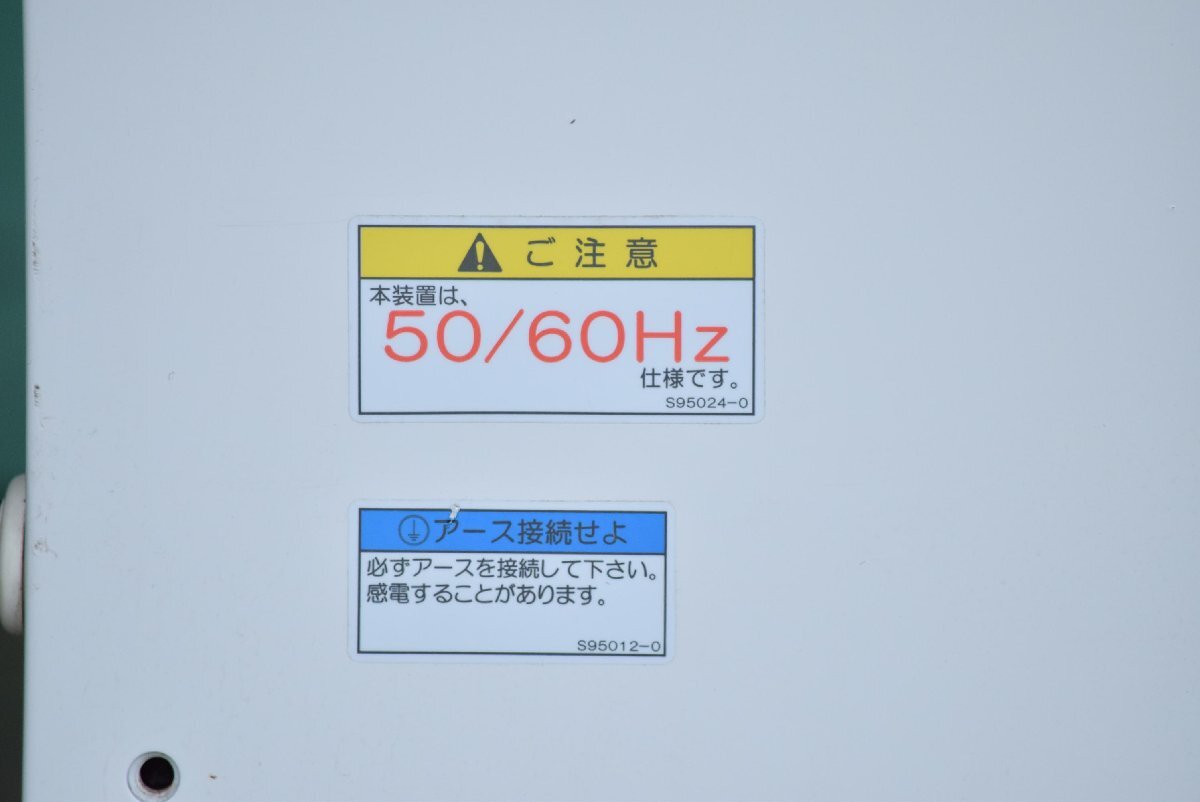 ご注意
本装置は、
50/60Hz
仕様です。
S95024-0
アース接続せよ
必ずアースを接続して下さい。
感電することがあります。
S95012-0